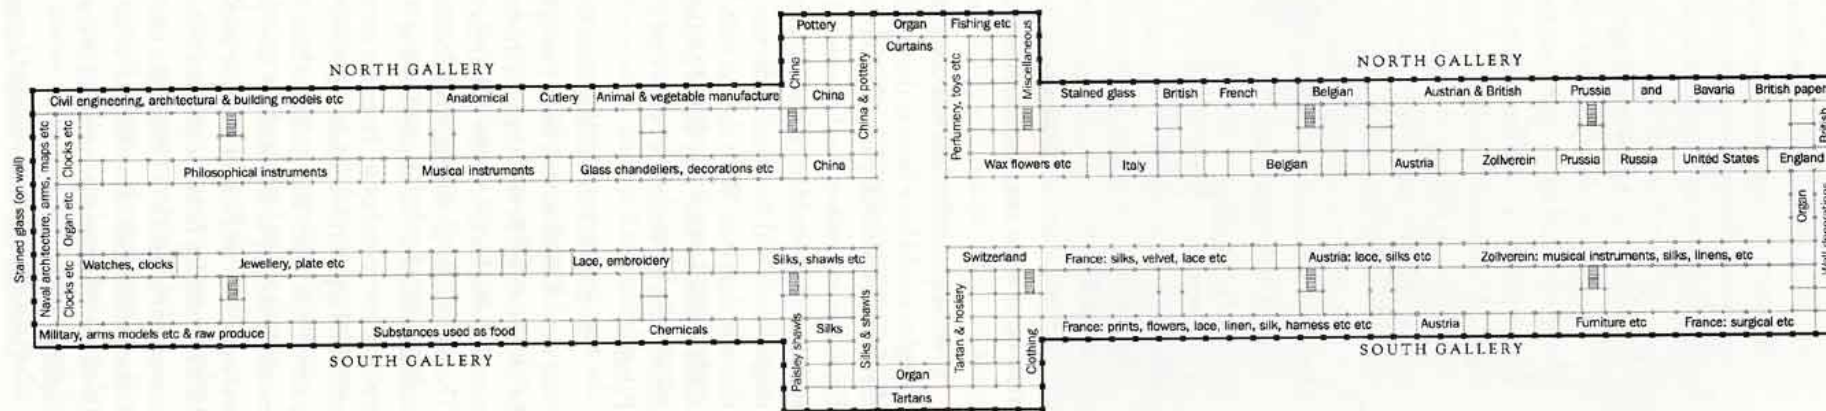 Pottery
Organ
Fishing etc
Miscellaneous
Curtains
China
China & pottery
Perfumery, toys etc
NORTH GALLERY
NORTH GALLERY
Civil engineering, architectural & building models etc
Anatomical
Cutlery
Animal & vegetable manufacture
China
Stained glass
British
French
Belgian
Austrian & British
Prussia
and
Bavaria
British paper
British
Stained glass (on wall)
Naval architecture, arms, maps etc
Clocks etc
Philosophical instruments
Musical instruments
Glass chandeliers, decorations etc
China
Wax flowers etc
Italy
Belgian
Austria
Zollverein
Prussia
Russia
United States
England
Organ etc
Organ
Clocks etc
Watches, clocks
Jewellery, plate etc
Lace, embroidery
Silks, shawls etc
Switzerland
France: silks, velvet, lace etc
Austria: lace, silks etc
Zollverein: musical instruments, silks, linens, etc
Military, arms models etc & raw produce
Substances used as food
Chemicals
Paisley shawls
Silks
Silks & shawls
Tartan & hosiery
Clothing
France: prints, flowers, lace, linen, silk, harness etc etc
Austria
Furniture etc
France: surgical etc
SOUTH GALLERY
SOUTH GALLERY
Organ
Tartans